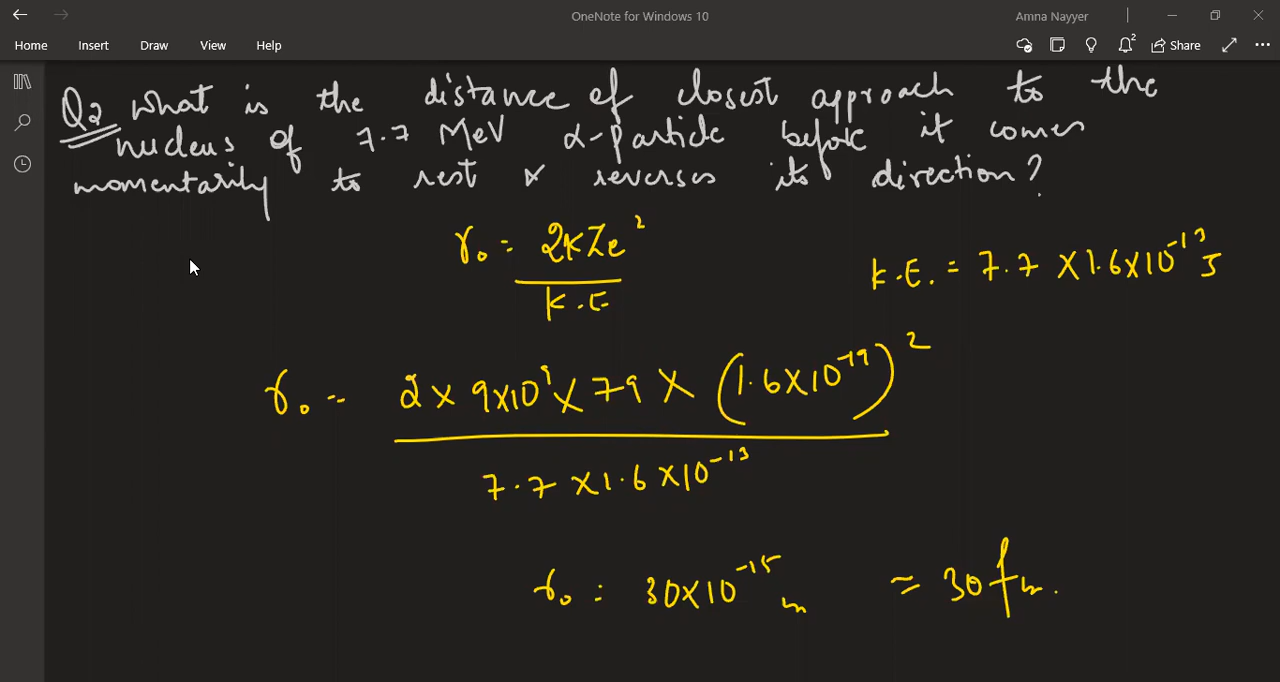 OneNote for Windows 10
Amna Nayyer
Home Insert Draw View Help
2 Share
Q2 What is the distance of closest approach to the
nucleus of 7.7 MeV α-particle before it comes
momentarily to rest & reverses its direction?
r₀ = 2KZe²
K.E
K.E. = 7.7 × 1.6×10⁻¹³ J
r₀ = 2 × 9×10⁹ × 79 × (1.6×10⁻¹⁹)²
7.7 × 1.6 × 10⁻¹³
r₀ = 30×10⁻¹⁵ m ≈ 30 fm.